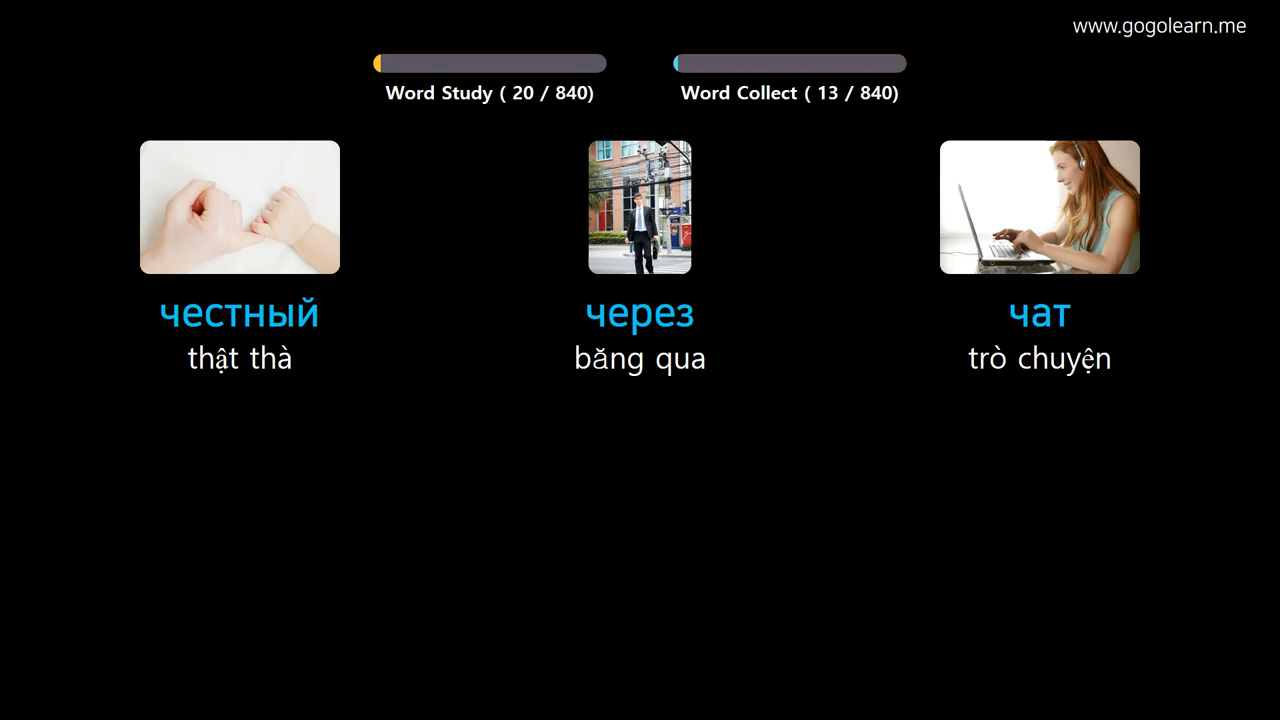 www.gogolearn.me
Word Study ( 20 / 840)
Word Collect ( 13 / 840)
честный
thật thà
через
băng qua
чат
trò chuyện